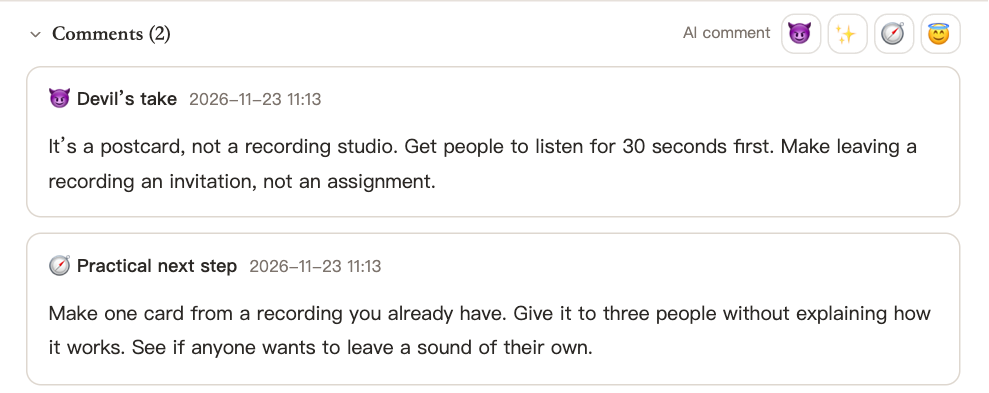 Comments (2)
AI comment
Devil’s take 2026-11-23 11:13
It’s a postcard, not a recording studio. Get people to listen for 30 seconds first. Make leaving a
recording an invitation, not an assignment.
Practical next step 2026-11-23 11:13
Make one card from a recording you already have. Give it to three people without explaining how
it works. See if anyone wants to leave a sound of their own.